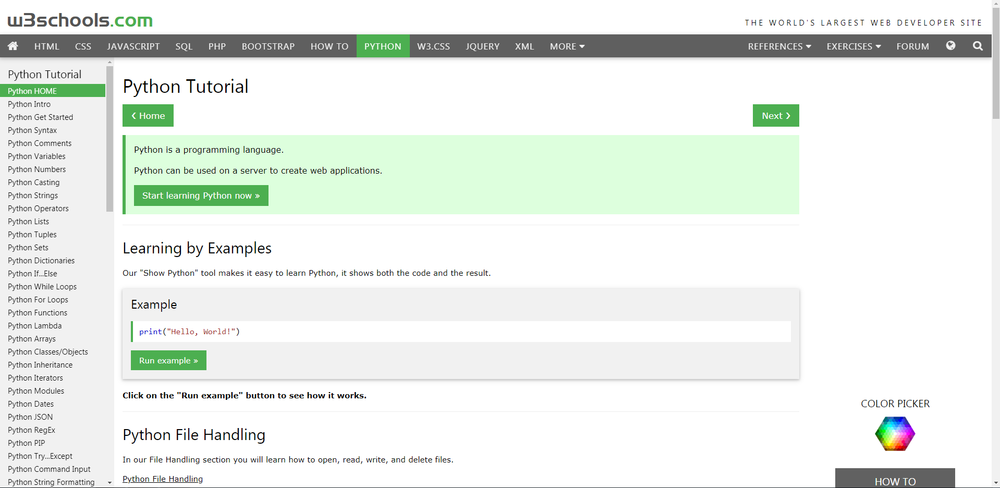 w3schools.com
THE WORLD'S LARGEST WEB DEVELOPER SITE
HTML CSS JAVASCRIPT SQL PHP BOOTSTRAP HOW TO PYTHON W3.CSS JQUERY XML MORE REFERENCES EXERCISES FORUM
Python Tutorial
Python HOME
Python Intro
Python Get Started
Python Syntax
Python Comments
Python Variables
Python Numbers
Python Casting
Python Strings
Python Operators
Python Lists
Python Tuples
Python Sets
Python Dictionaries
Python If...Else
Python While Loops
Python For Loops
Python Functions
Python Lambda
Python Arrays
Python Classes/Objects
Python Inheritance
Python Iterators
Python Modules
Python Dates
Python JSON
Python RegEx
Python PIP
Python Try...Except
Python Command Input
Python String Formatting
Python Tutorial
❮ Home
Next ❯
Python is a programming language.
Python can be used on a server to create web applications.
Start learning Python now »
Learning by Examples
Our "Show Python" tool makes it easy to learn Python, it shows both the code and the result.
Example
print("Hello, World!")
Run example »
Click on the "Run example" button to see how it works.
Python File Handling
In our File Handling section you will learn how to open, read, write, and delete files.
Python File Handling
COLOR PICKER
HOW TO